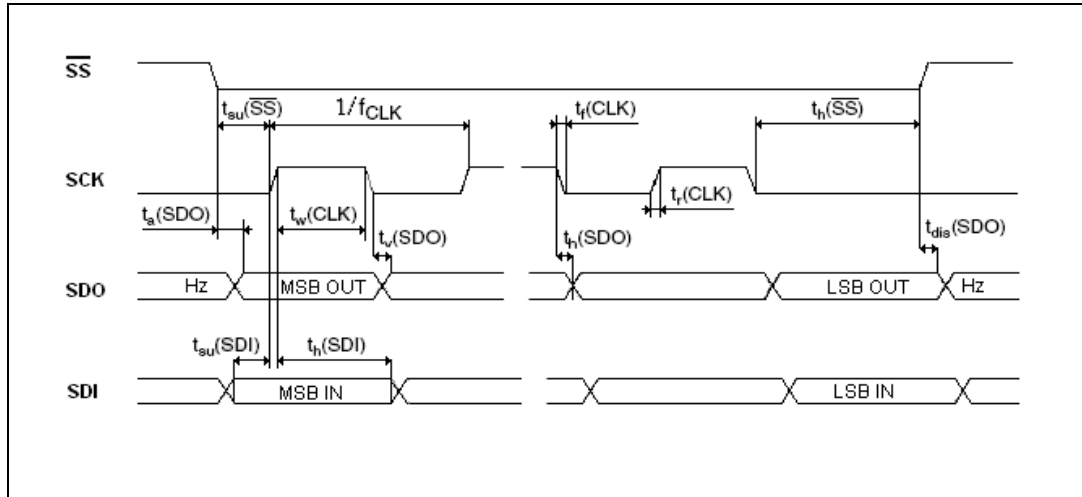 SS
tsu(SS)
1/fCLK
tf(CLK)
th(SS)
SCK
ta(SDO)
tw(CLK)
tv(SDO)
th(SDO)
tr(CLK)
tdis(SDO)
SDO
Hz
MSB OUT
LSB OUT
Hz
tsu(SDI)
th(SDI)
SDI
MSB IN
LSB IN